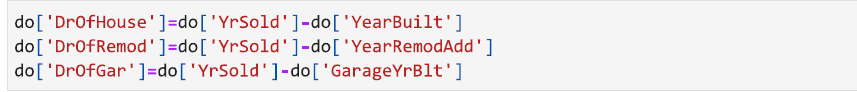 do['DrOfHouse']=do['YrSold']-do['YearBuilt']
do['DrOfRemod']=do['YrSold']-do['YearRemodAdd']
do['DrOfGar']=do['YrSold']-do['GarageYrBlt']